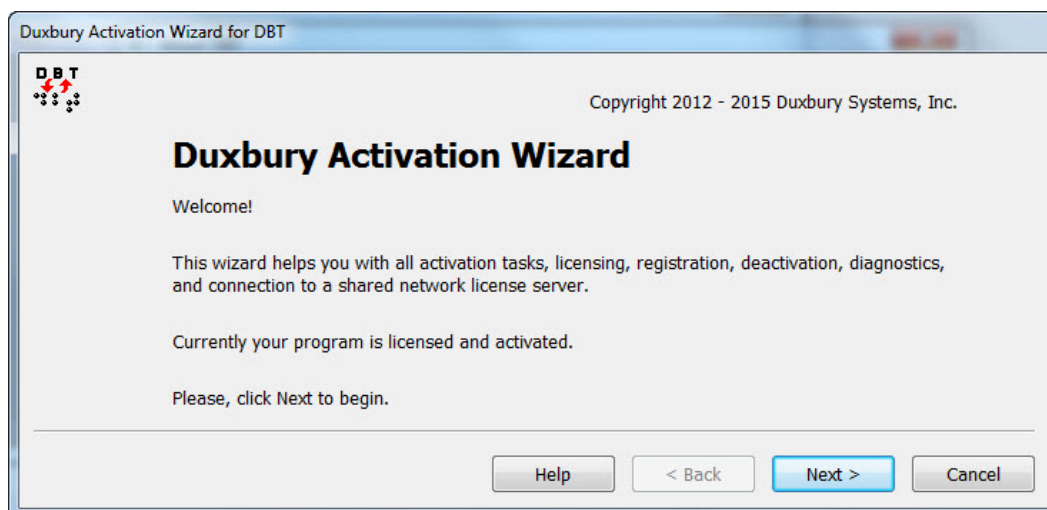 Duxbury Activation Wizard for DBT
D B T
Copyright 2012 - 2015 Duxbury Systems, Inc.
Duxbury Activation Wizard
Welcome!
This wizard helps you with all activation tasks, licensing, registration, deactivation, diagnostics,
and connection to a shared network license server.
Currently your program is licensed and activated.
Please, click Next to begin.
Help < Back Next > Cancel